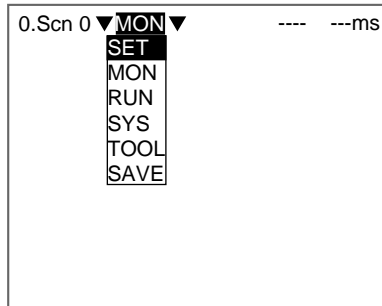 0.Scn 0 ▼MON ▼ ---- ---ms
SET
MON
RUN
SYS
TOOL
SAVE